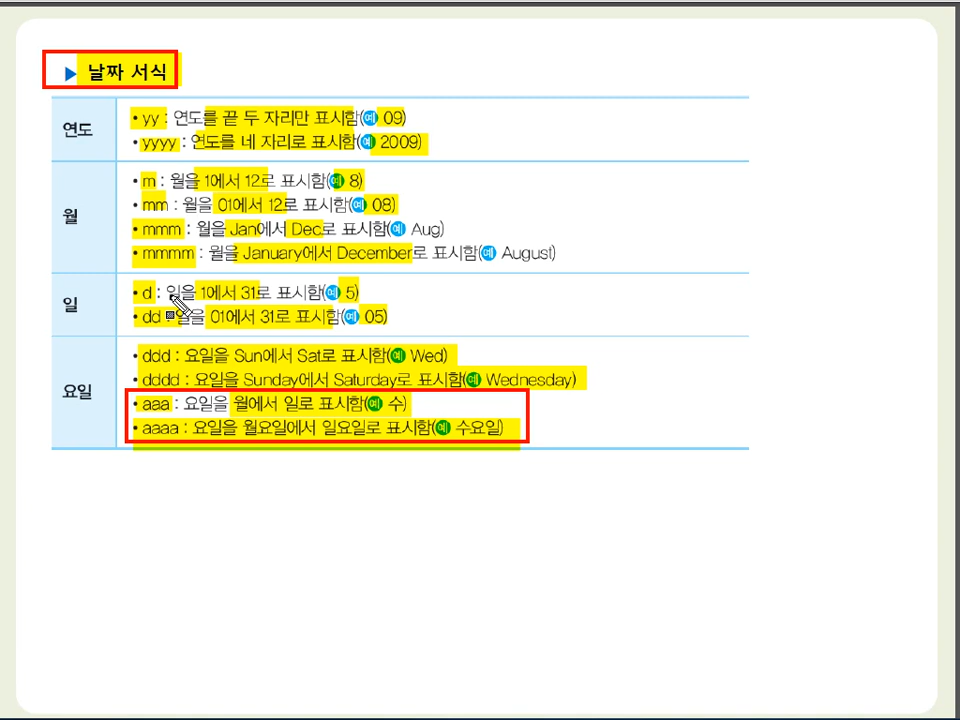 ▶ 날짜 서식
연도
• yy : 연도를 끝 두 자리만 표시함(예 09)
• yyyy : 연도를 네 자리로 표시함(예 2009)
월
• m : 월을 1에서 12로 표시함(예 8)
• mm : 월을 01에서 12로 표시함(예 08)
• mmm : 월을 Jan에서 Dec로 표시함(예 Aug)
• mmmm : 월을 January에서 December로 표시함(예 August)
일
• d : 일을 1에서 31로 표시함(예 5)
• dd : 일을 01에서 31로 표시함(예 05)
요일
• ddd : 요일을 Sun에서 Sat로 표시함(예 Wed)
• dddd : 요일을 Sunday에서 Saturday로 표시함(예 Wednesday)
• aaa : 요일을 월에서 일로 표시함(예 수)
• aaaa : 요일을 월요일에서 일요일로 표시함(예 수요일)